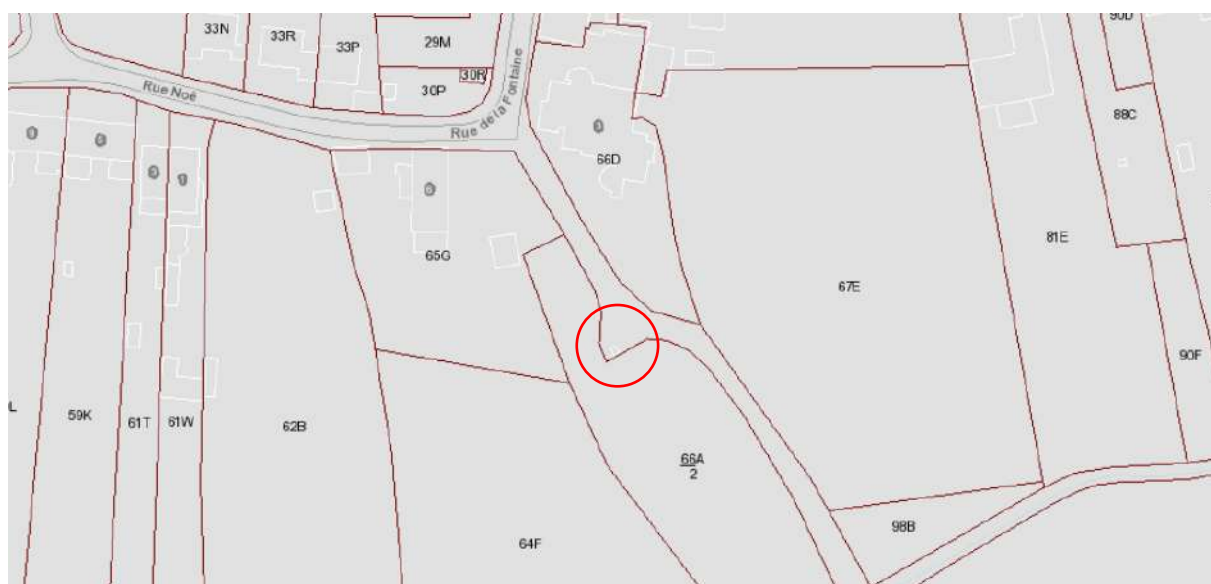 33N
33R
33P
29M
30R
30P
90D
88C
Rue Noë
Rue de la Fontaine
66D
65G
81E
67E
90F
59K
61T
61W
62B
66A
2
64F
98B